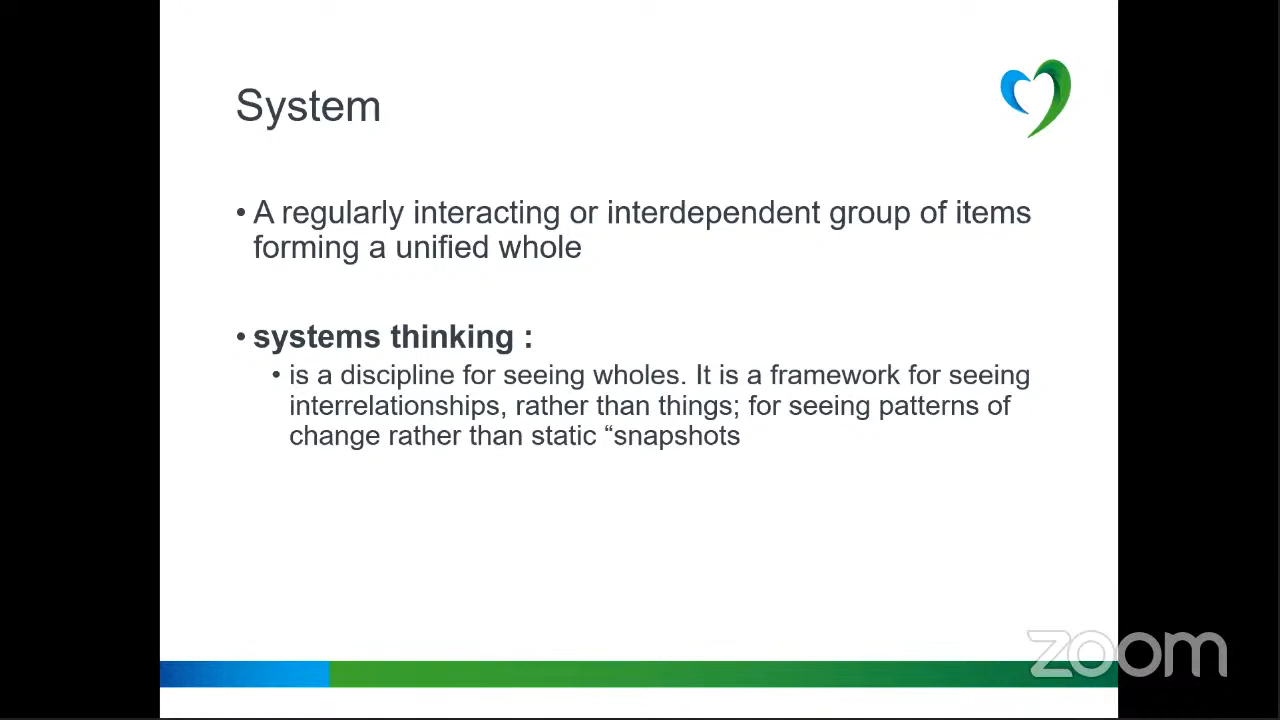 System
• A regularly interacting or interdependent group of items
forming a unified whole
• systems thinking :
• is a discipline for seeing wholes. It is a framework for seeing
interrelationships, rather than things; for seeing patterns of
change rather than static “snapshots
zoom